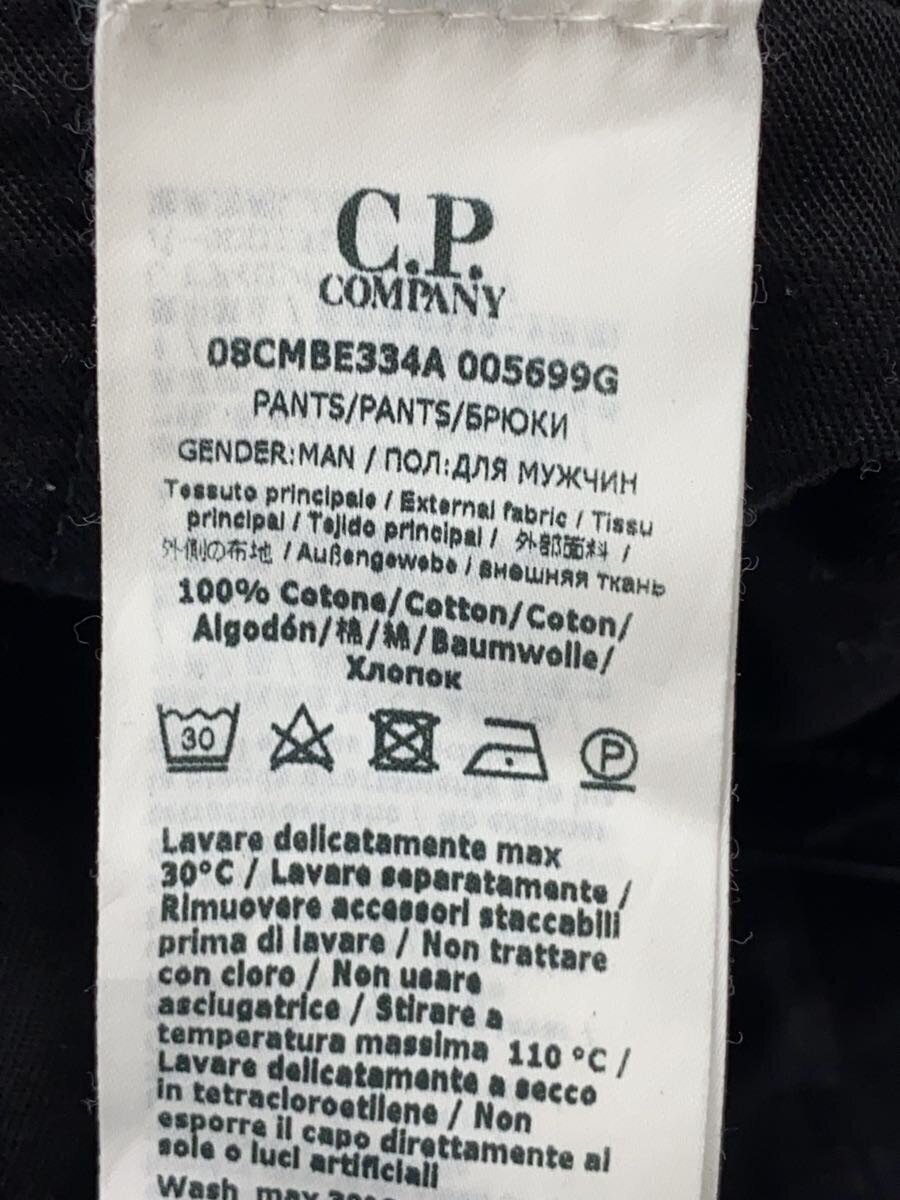 C.P.
COMPANY
08CMBE334A 005699G
PANTS/PANTS/БРЮКИ
GENDER:MAN / ПОЛ:ДЛЯ МУЖЧИН
Tessuto principale / External fabric / Tissu
principal / Tejido principal / 外部面料 /
外側の布地 / Außengewebe / внешняя ткань
100% Cotone/Cotton/Coton/
Algodón/棉/綿/Baumwolle/
Хлопок
30
P
Lavare delicatamente max
30°C / Lavare separatamente /
Rimuovere accessori staccabili
prima di lavare / Non trattare
con cloro / Non usare
asciugatrice / Stirare a
temperatura massima 110 °C /
Lavare delicatamente a secco
in tetracloroetilene / Non
esporre il capo direttamente al
sole o luci artificiali
Wash max 30°C